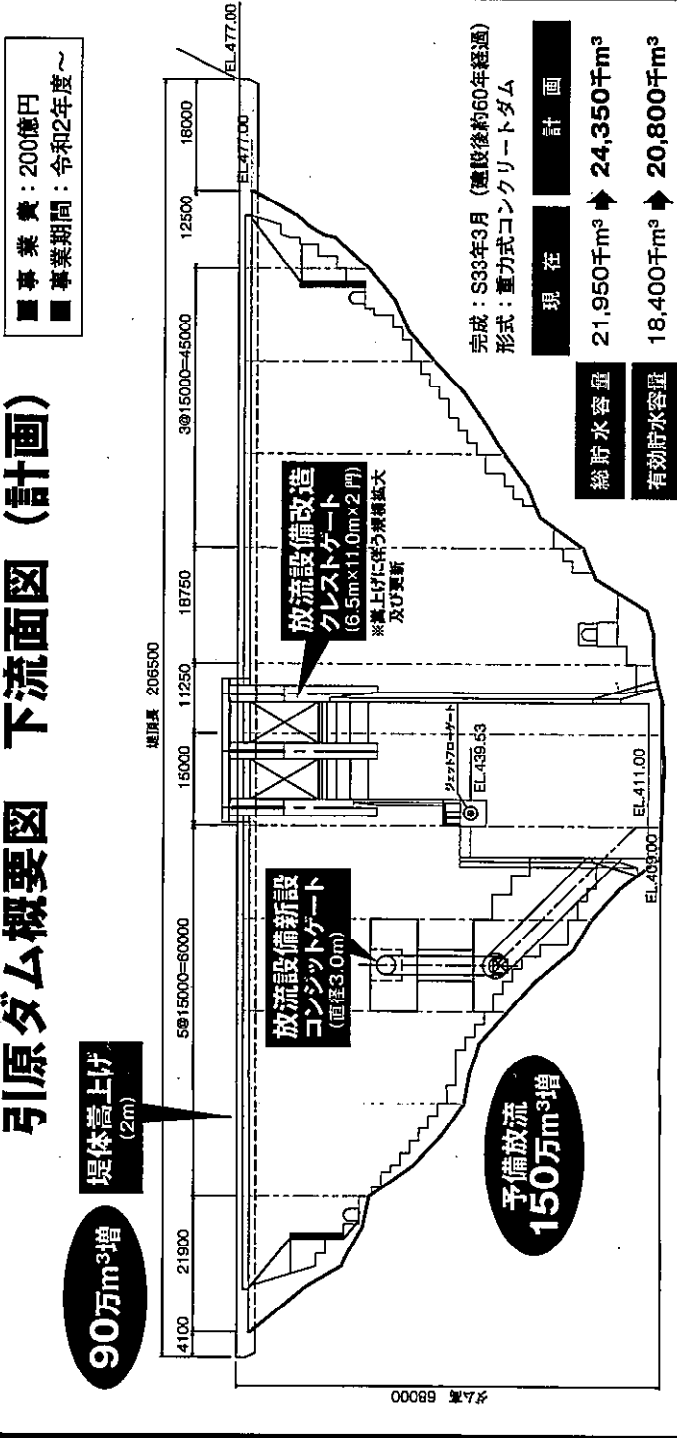 引原ダム概要図 下流面図（計画）
■ 事 業 費：200億円
■ 事業期間：令和2年度～
90万m³増
堤体嵩上げ
(2m)
堤頂長 206500
4100
21900
5@15000=60000
15000
11250
18750
3@15000=45000
12500
18000
EL.477.00
EL.477.00
放流設備新設
コンジットゲート
(直径3.0m)
放流設備改造
クレストゲート
(6.5m×11.0m×2門)
※嵩上げに伴う規模拡大
及び更新
ジェットフローゲート
EL.439.53
EL.411.00
EL.409.00
ダム高 68000
予備放流
150万m³増
完成：S33年3月（建設後約60年経過）
形式：重力式コンクリートダム
現 在 計 画
総貯水容量 21,950千m³ ➡ 24,350千m³
有効貯水容量 18,400千m³ ➡ 20,800千m³